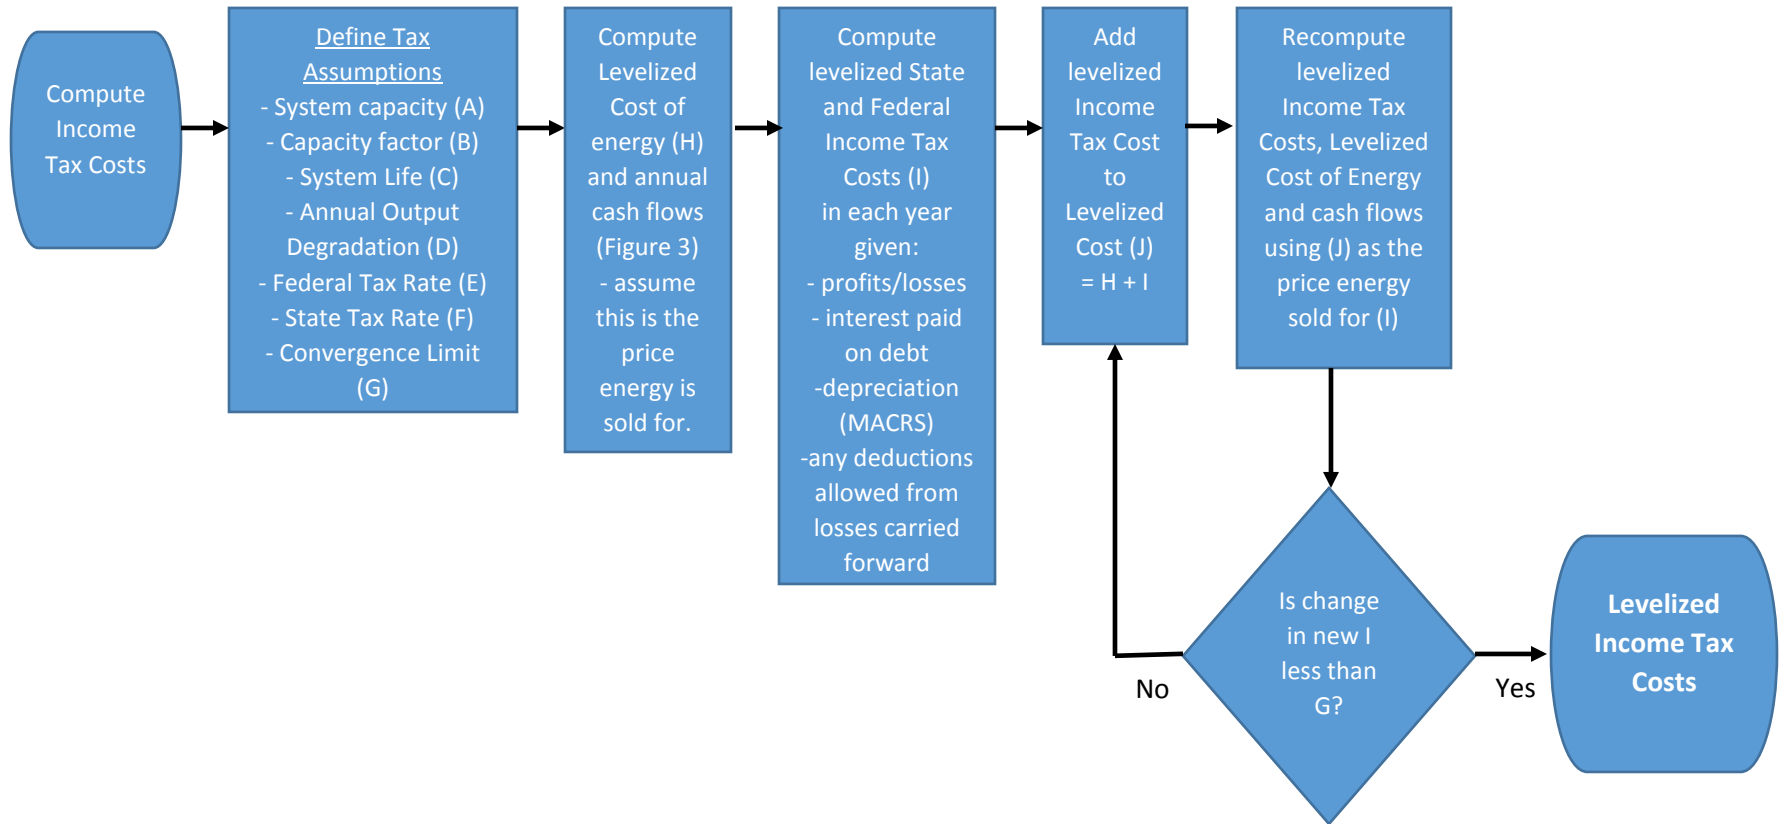 Compute
Income
Tax Costs
Define Tax
Assumptions
- System capacity (A)
- Capacity factor (B)
- System Life (C)
- Annual Output
Degradation (D)
- Federal Tax Rate (E)
- State Tax Rate (F)
- Convergence Limit
(G)
Compute
Levelized
Cost of
energy (H)
and annual
cash flows
(Figure 3)
- assume
this is the
price
energy is
sold for.
Compute
levelized State
and Federal
Income Tax
Costs (I)
in each year
given:
- profits/losses
- interest paid
on debt
-depreciation
(MACRS)
-any deductions
allowed from
losses carried
forward
Add
levelized
Income
Tax Cost
to
Levelized
Cost (J)
= H + I
Recompute
levelized
Income Tax
Costs, Levelized
Cost of Energy
and cash flows
using (J) as the
price energy
sold for (I)
Is change
in new I
less than
G?
No
Yes
Levelized
Income Tax
Costs